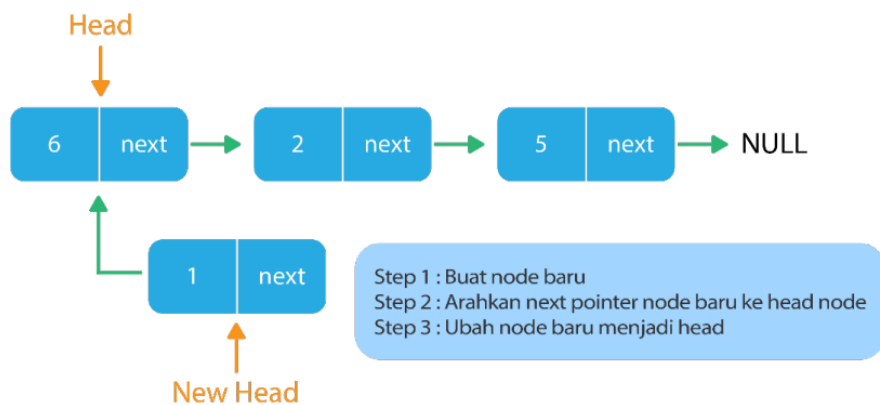 Head
6 next 2 next 5 next NULL
1 next
Step 1 : Buat node baru
Step 2 : Arahkan next pointer node baru ke head node
Step 3 : Ubah node baru menjadi head
New Head